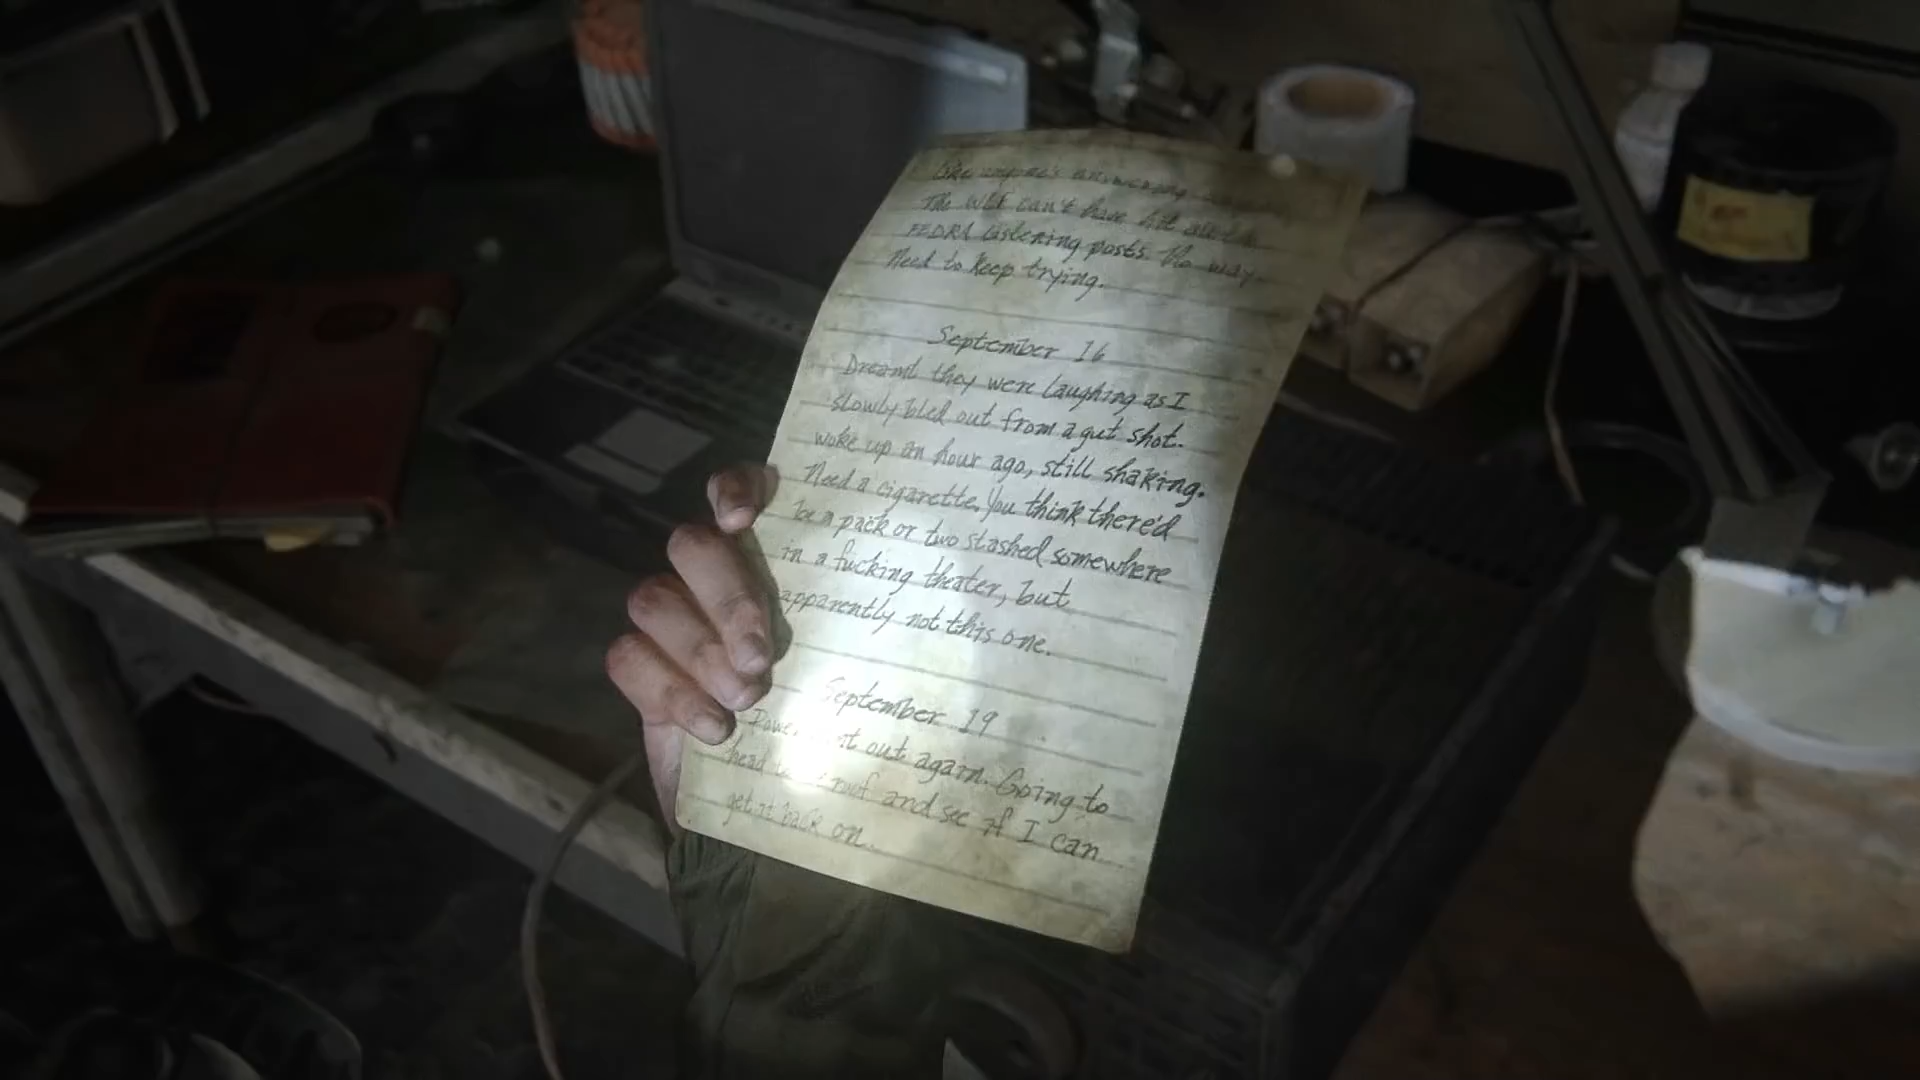 The WLF can't have hit all the
FEDRA listening posts. No way.
Need to keep trying.
September 16
Dreamt they were laughing as I
slowly bled out from a gut shot.
woke up an hour ago, still shaking.
Need a cigarette. You think there'd
be a pack or two stashed somewhere
in a fucking theater, but
apparently not this one.
September 19
out again. Going to
head roof and see if I can
get it back on.